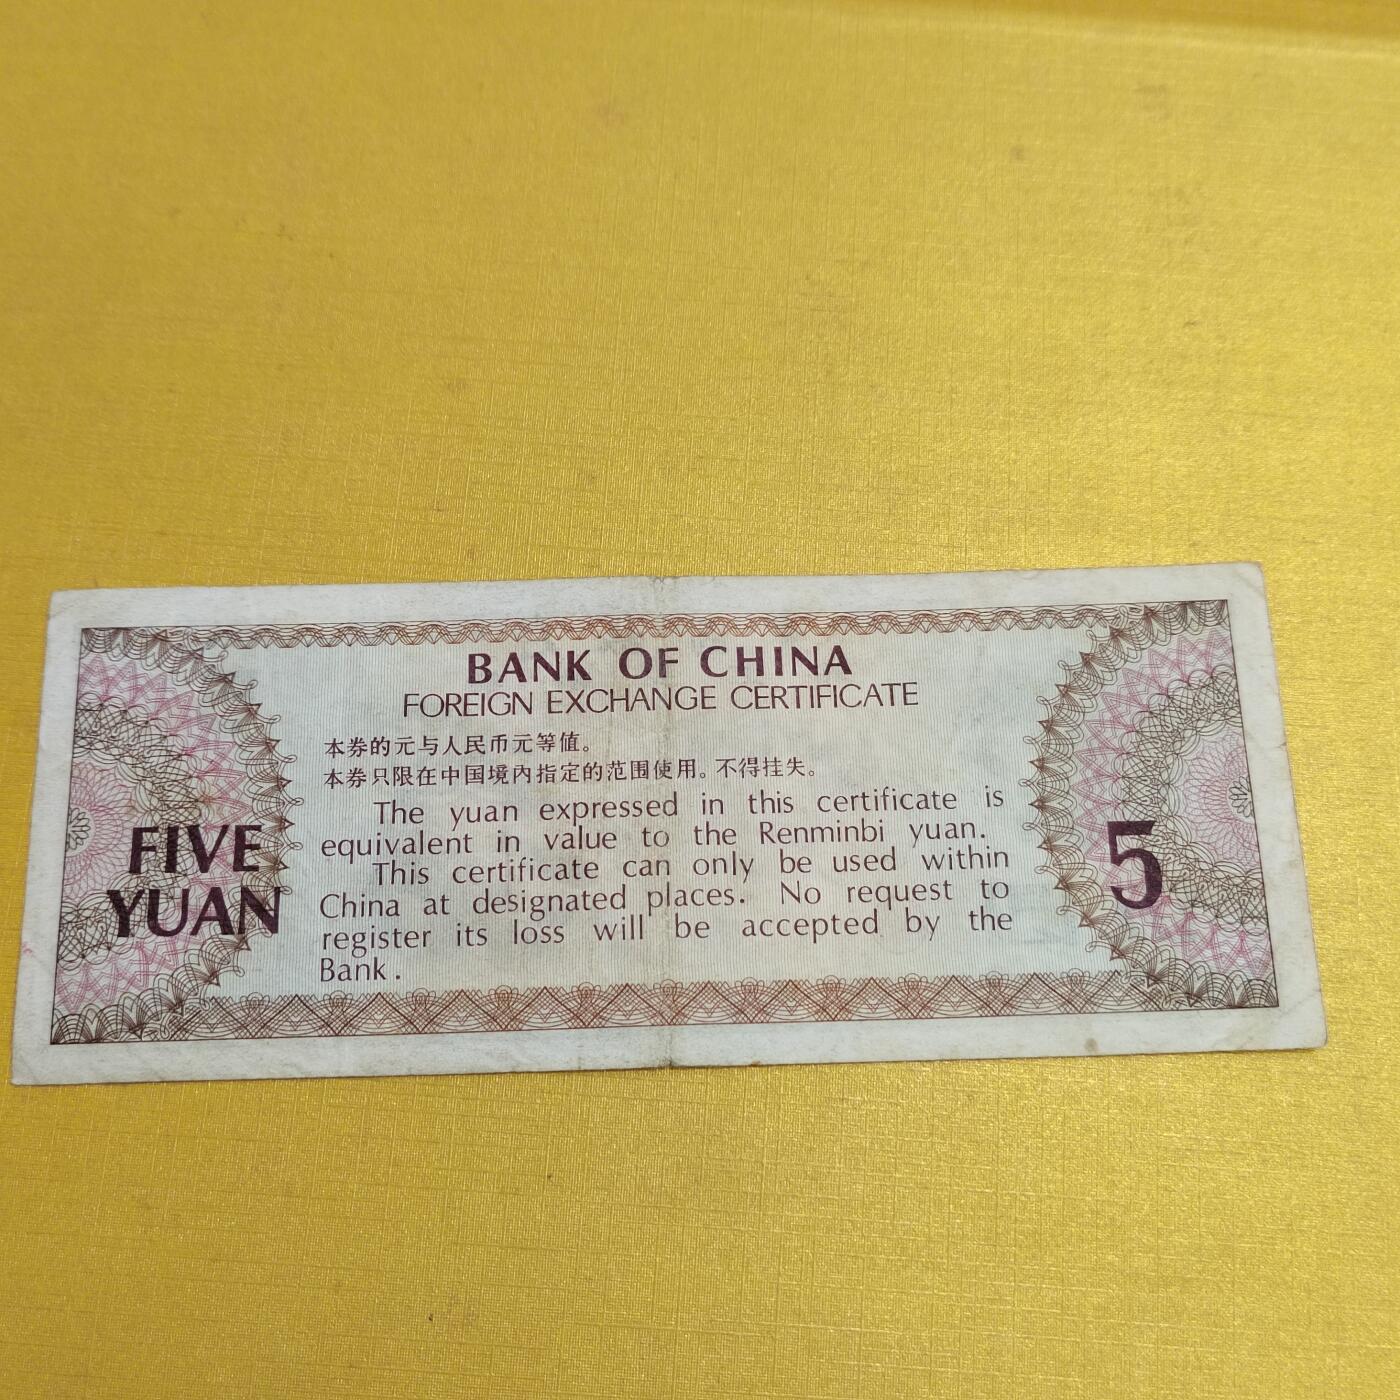 BANK OF CHINA
FOREIGN EXCHANGE CERTIFICATE
本券的元与人民币元等值。
本券只限在中国境内指定的范围使用。不得挂失。
The yuan expressed in this certificate is
equivalent in value to the Renminbi yuan.
This certificate can only be used within
China at designated places. No request to
register its loss will be accepted by the
Bank.
FIVE
YUAN
5